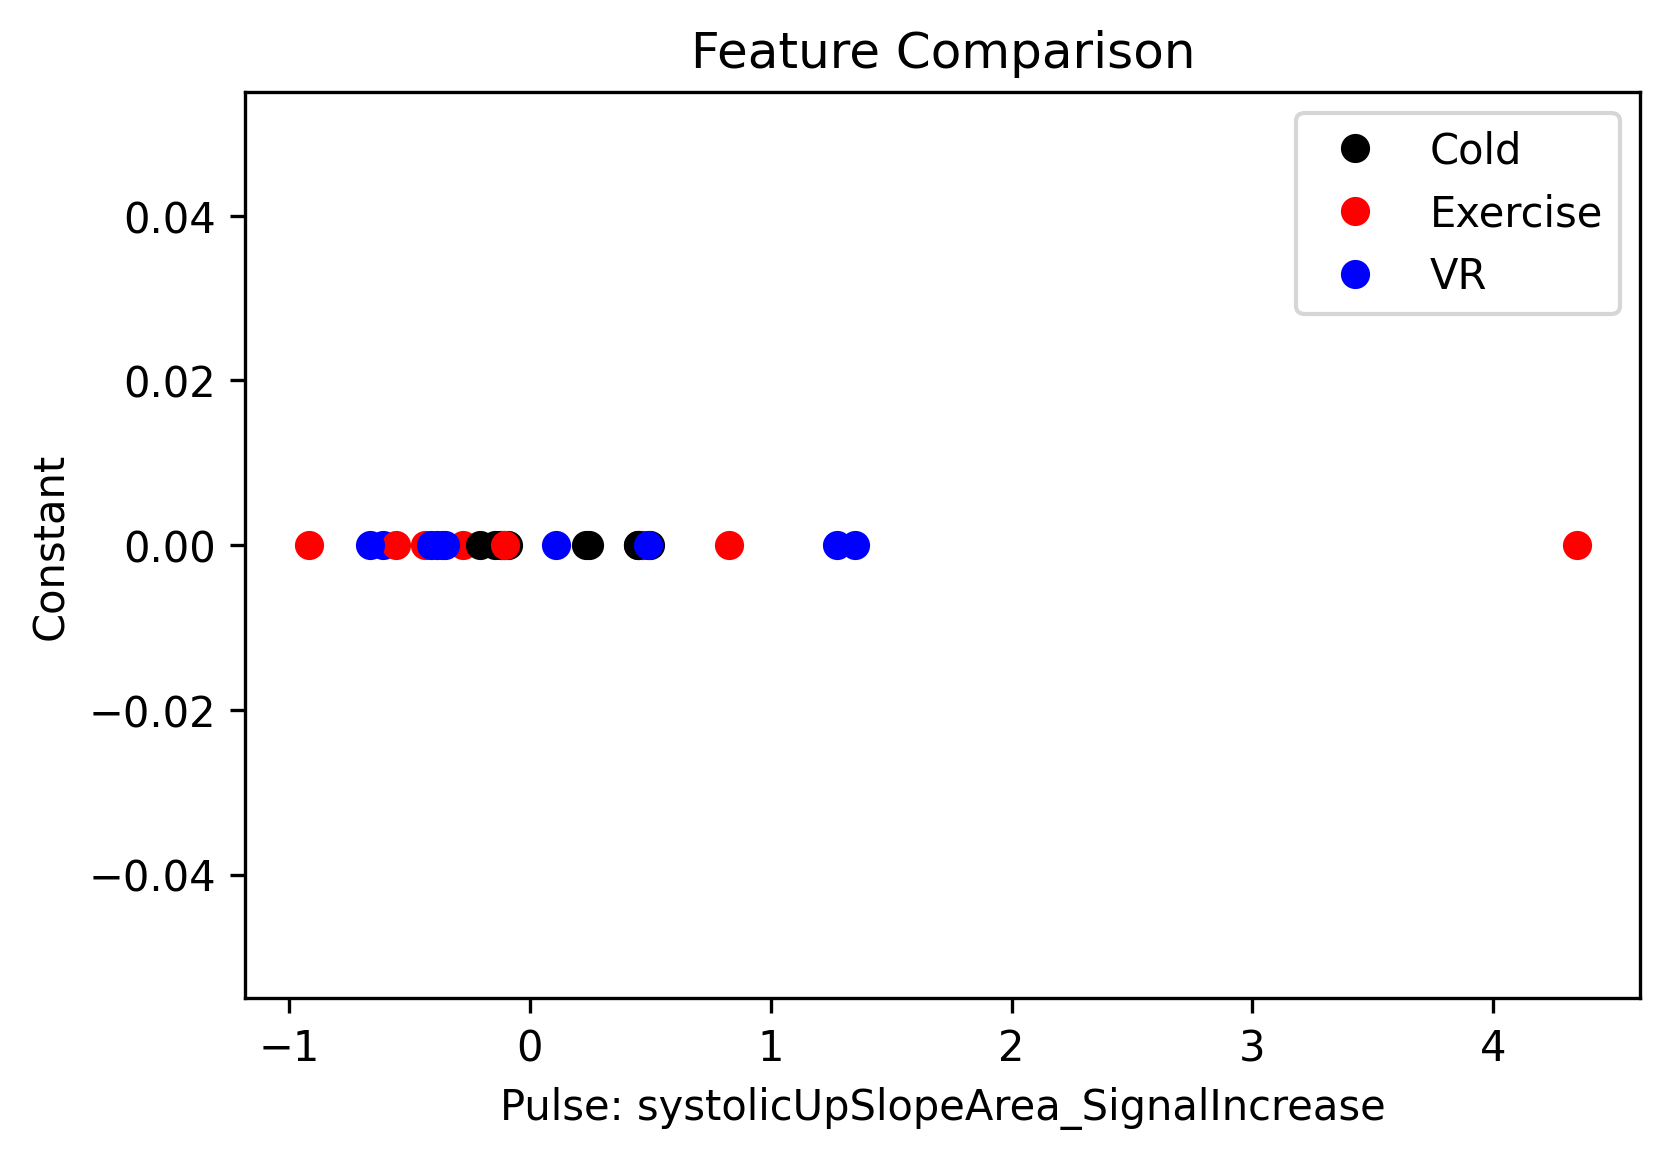 Feature Comparison
Cold
Exercise
VR
0.04
0.02
0.00
−0.02
−0.04
Constant
−1 0 1 2 3 4
Pulse: systolicUpSlopeArea_SignalIncrease